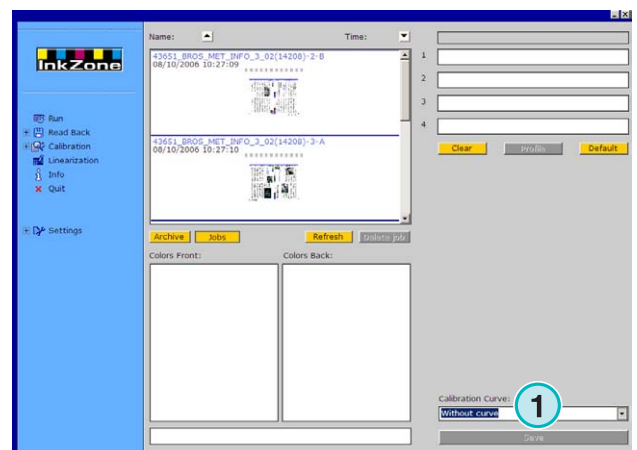 InkZone
Run
Read Back
Calibration
Linearization
Info
Quit
Settings
Name:
Time:
43651_BROS_MET_INFO_3_02(14208)-2-B
08/10/2006 10:27:09
43651_BROS_MET_INFO_3_02(14208)-3-A
08/10/2006 10:27:10
Archive
Jobs
Refresh
Delete job
Colors Front:
Colors Back:
1
2
3
4
Clear
Profile
Default
Calibration Curve:
1
Without curve
Save